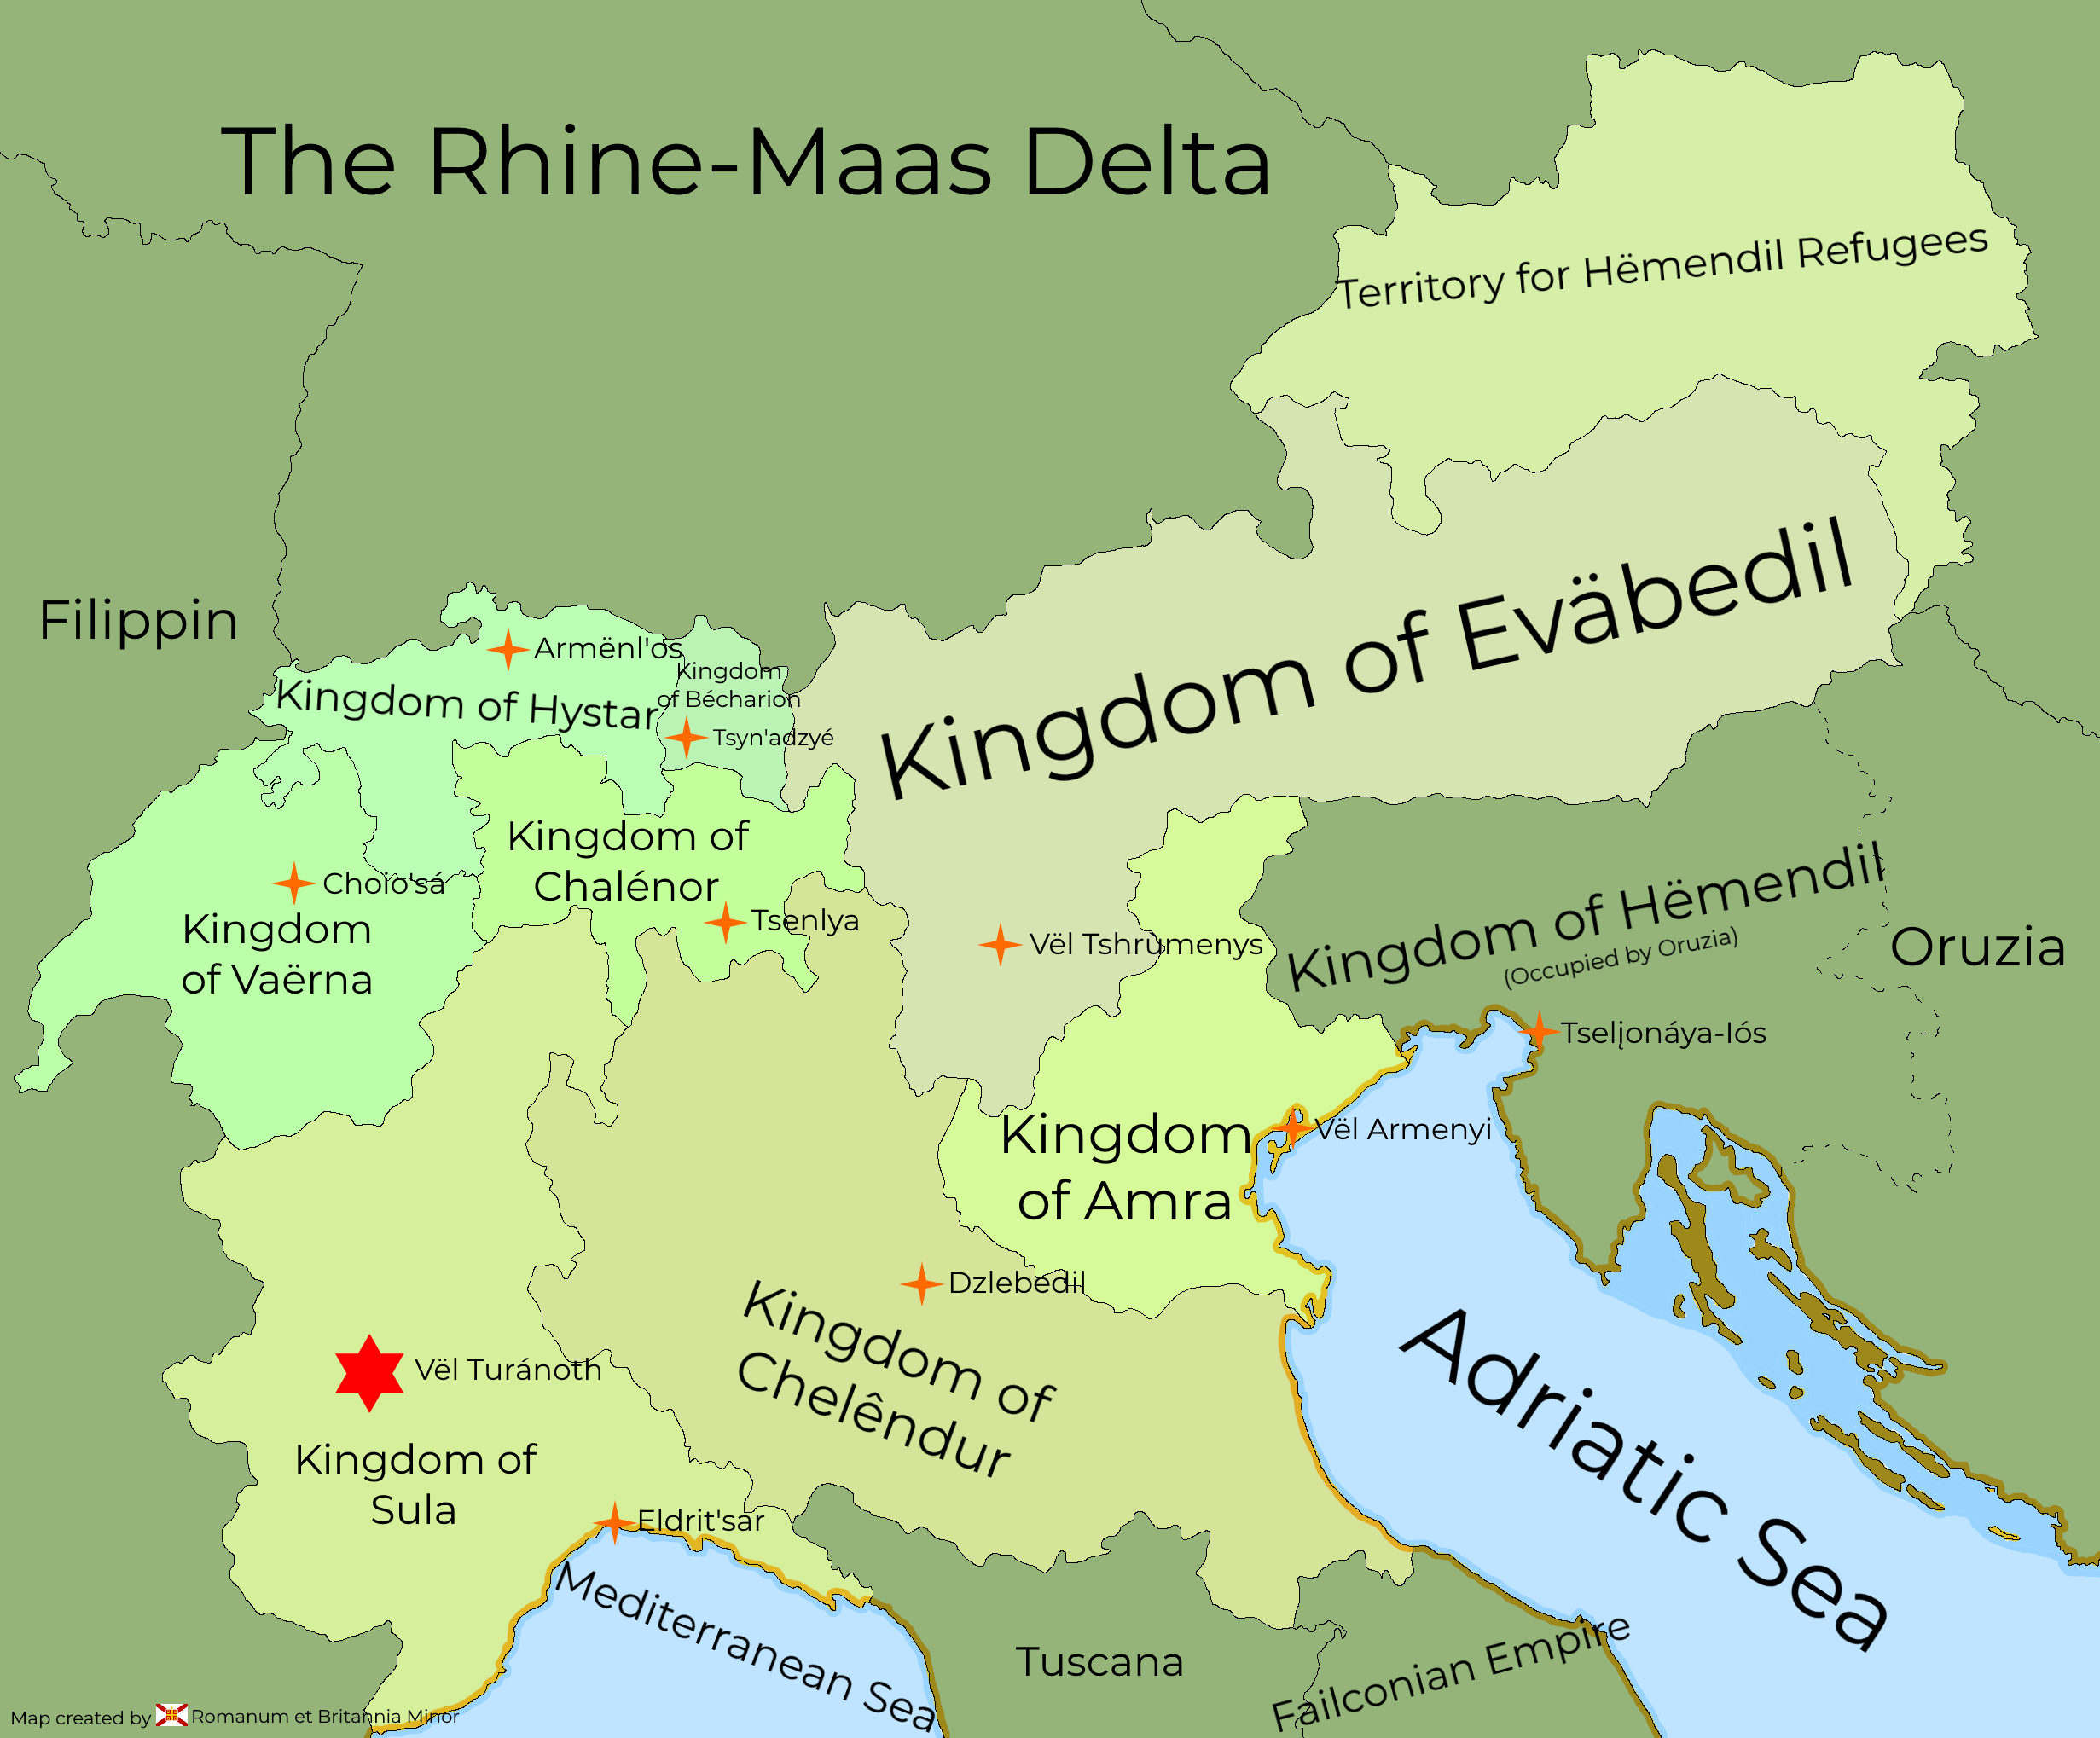 The Rhine-Maas Delta
Territory for Hëmendil Refugees
Filippin
Kingdom of Eväbedil
Armënl'os
Kingdom
of Bécharion
Kingdom of Hystar
Tsyn'adzyé
Kingdom of
Chalénor
Choio'sá
Kingdom
of Vaërna
Tsenlya
Vël Tshrùmenys
Kingdom of Hëmendil
(Occupied by Oruzia)
Oruzia
Tseljonáya-Iós
Kingdom
of Amra
Vël Armenyi
Dzlebedil
Kingdom of
Chelêndur
Adriatic Sea
Vël Turánoth
Kingdom of
Sula
Eldrit'sar
Mediterranean Sea
Tuscana
Failconian Empire
Map created by Romanum et Britannia Minor